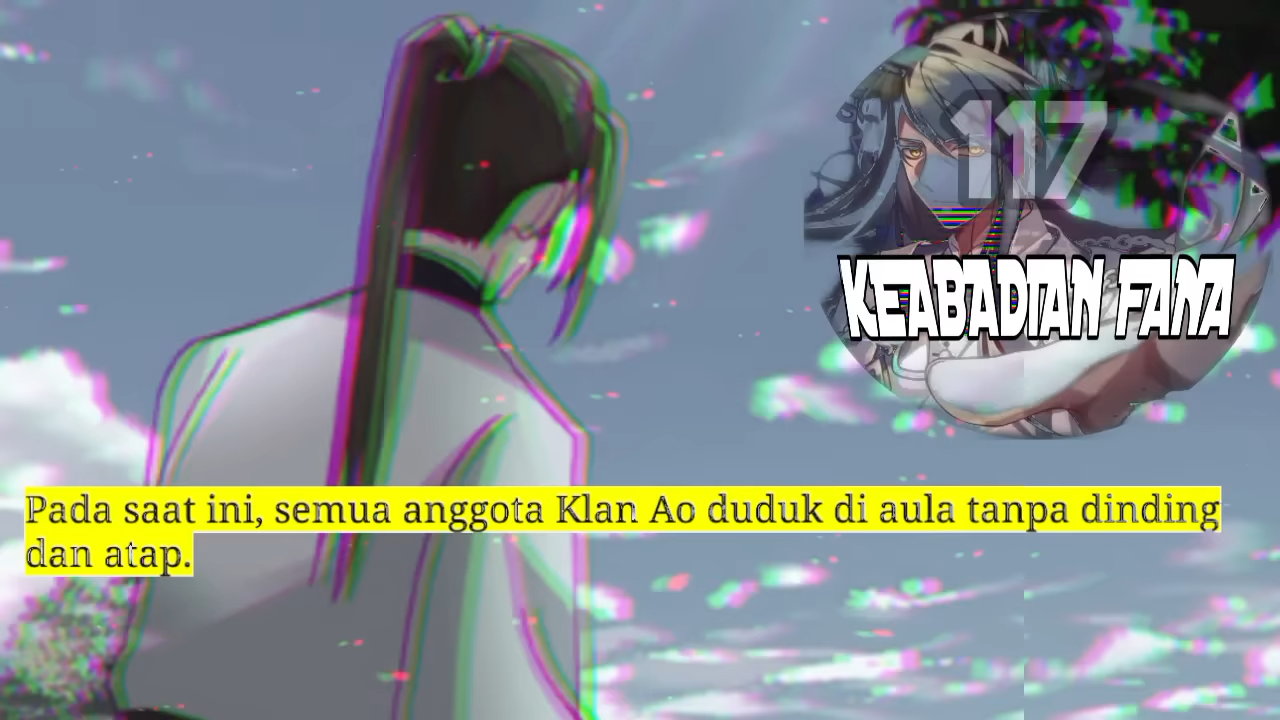 117
KEABADIAN FANA
Pada saat ini, semua anggota Klan Ao duduk di aula tanpa dinding
dan atap.